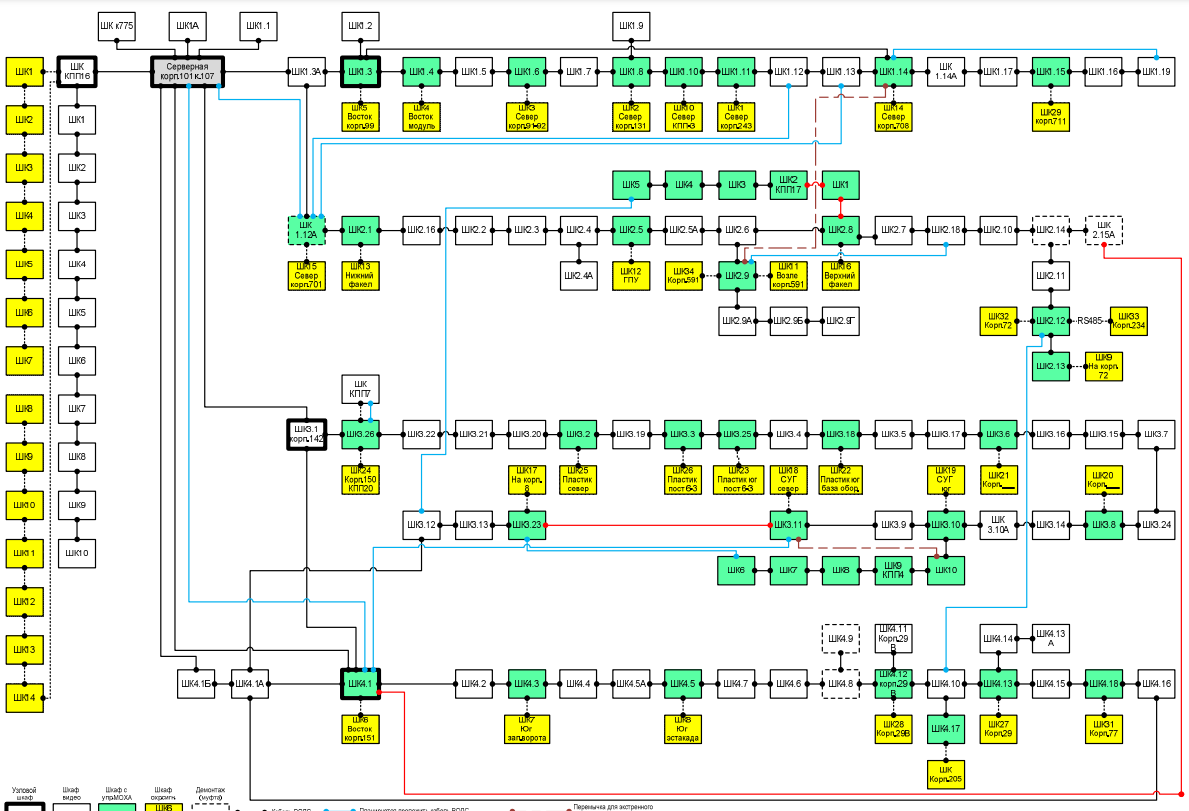 ШК к775
ШК1А
ШК1.1
ШК1.2
ШК1.9
ШК1
ШК
КПП16
Серверная
корп.101 к.107
ШК1.3А
ШК1.3
ШК1.4
ШК1.5
ШК1.6
ШК1.7
ШК1.8
ШК1.10
ШК1.11
ШК1.12
ШК1.13
ШК1.14
ШК
1.14А
ШК1.17
ШК1.15
ШК1.16
ШК1.19
ШК2
ШК1
ШК5
Восток
корп.99
ШК4
Восток
модуль
ШК3
Север
корп.91-92
ШК2
Север
корп.131
ШК10
Север
КПП-3
ШК1
Север
корп.243
ШК14
Север
корп.708
ШК29
корп.711
ШК3
ШК2
ШК5
ШК4
ШК3
ШК2
КПП17
ШК1
ШК4
ШК3
ШК
1.12А
ШК2.1
ШК2.16
ШК2.2
ШК2.3
ШК2.4
ШК2.5
ШК2.5А
ШК2.6
ШК2.8
ШК2.7
ШК2.18
ШК2.10
ШК2.14
ШК
2.15А
ШК5
ШК4
ШК15
Север
корп.701
ШК13
Нижний
факел
ШК2.4А
ШК12
ГПУ
ШК34
Корп.591
ШК2.9
ШК11
Возле
корп.591
ШК16
Верхний
факел
ШК2.11
ШК6
ШК5
ШК2.9А
ШК2.9Б
ШК2.9Г
ШК32
Корп.72
ШК2.12
RS485
ШК33
Корп.234
ШК7
ШК6
ШК2.13
ШК9
На корп.
72
ШК
КПП7
ШК8
ШК7
ШК3.1
корп.142
ШК3.26
ШК3.22
ШК3.21
ШК3.20
ШК3.2
ШК3.19
ШК3.3
ШК3.25
ШК3.4
ШК3.18
ШК3.5
ШК3.17
ШК3.6
ШК3.16
ШК3.15
ШК3.7
ШК9
ШК8
ШК24
Корп.150
КПП20
ШК17
На корп.
8
ШК25
Пластик
север
ШК26
Пластик
пост 6-3
ШК23
Пластик юг
пост 6-3
ШК18
СУГ
север
ШК22
Пластик юг
база обор.
ШК19
СУГ
юг
ШК21
Корп.___
ШК20
Корп.___
ШК10
ШК9
ШК3.12
ШК3.13
ШК3.23
ШК3.11
ШК3.9
ШК3.10
ШК
3.10А
ШК3.14
ШК3.8
ШК3.24
ШК11
ШК10
ШК6
ШК7
ШК8
ШК9
КПП4
ШК10
ШК12
ШК13
ШК4.9
ШК4.11
Корп.29
В
ШК4.14
ШК4.13
А
ШК14
ШК4.1Б
ШК4.1А
ШК4.1
ШК4.2
ШК4.3
ШК4.4
ШК4.5А
ШК4.5
ШК4.7
ШК4.6
ШК4.8
ШК4.12
корп.29
В
ШК4.10
ШК4.13
ШК4.15
ШК4.18
ШК4.16
ШК6
Восток
корп.151
ШК7
Юг
зап.ворота
ШК8
Юг
эстакада
ШК28
Корп.29В
ШК4.17
ШК27
Корп.29
ШК31
Корп.77
ШК
Корп.205
Узловой
шкаф
Шкаф
видео
Шкаф с
упр.MOXA
Шкаф
охранн.
ШК6
Демонтаж
(муфта)
Перемычка для экстренного